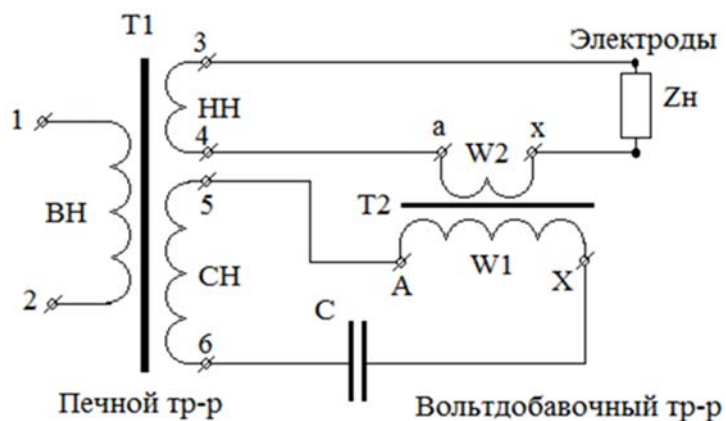 T1
3
Электроды
Zн
1
НН
4
a
W2
x
ВН
5
T2
2
СН
A
W1
X
C
6
Печной тр-р
Вольтдобавочный тр-р